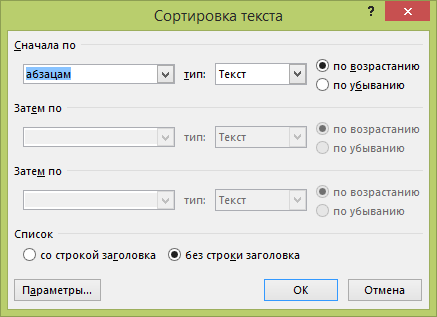 Сортировка текста
?
Сначала по
абзацам тип: Текст по возрастанию
по убыванию
Затем по
тип: Текст по возрастанию
по убыванию
Затем по
тип: Текст по возрастанию
по убыванию
Список
со строкой заголовка без строки заголовка
Параметры... ОК Отмена